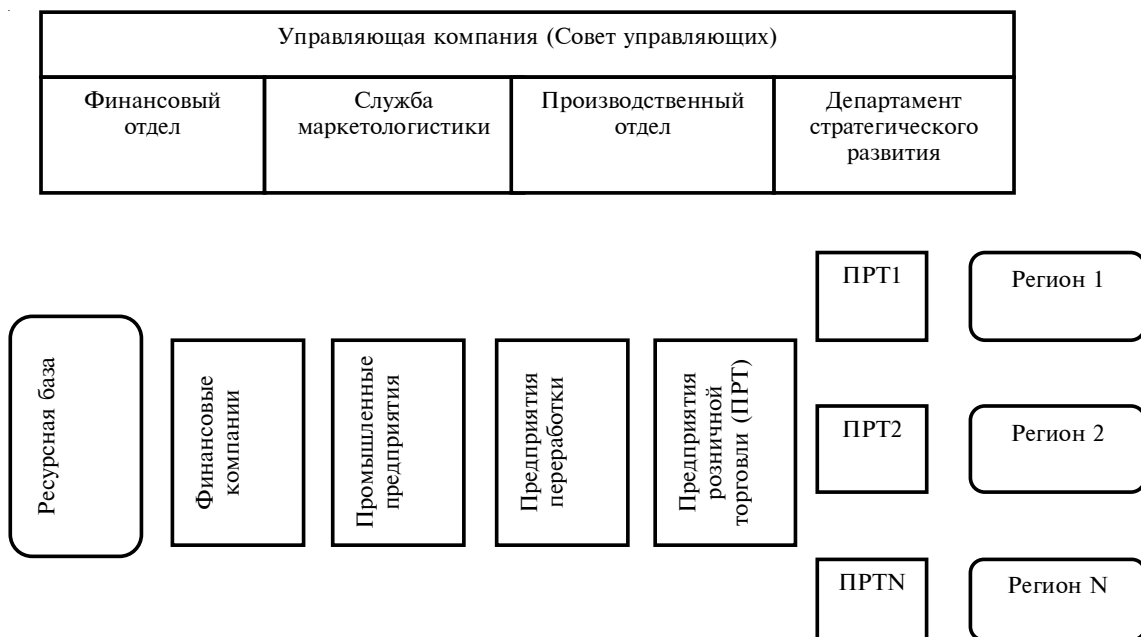 Управляющая компания (Совет управляющих)
Финансовый
отдел
Служба
маркетологистики
Производственный
отдел
Департамент
стратегического
развития
Ресурсная база
Финансовые
компании
Промышленные
предприятия
Предприятия
переработки
Предприятия
розничной
торговли (ПРТ)
ПРТ1
Регион 1
ПРТ2
Регион 2
ПРТN
Регион N